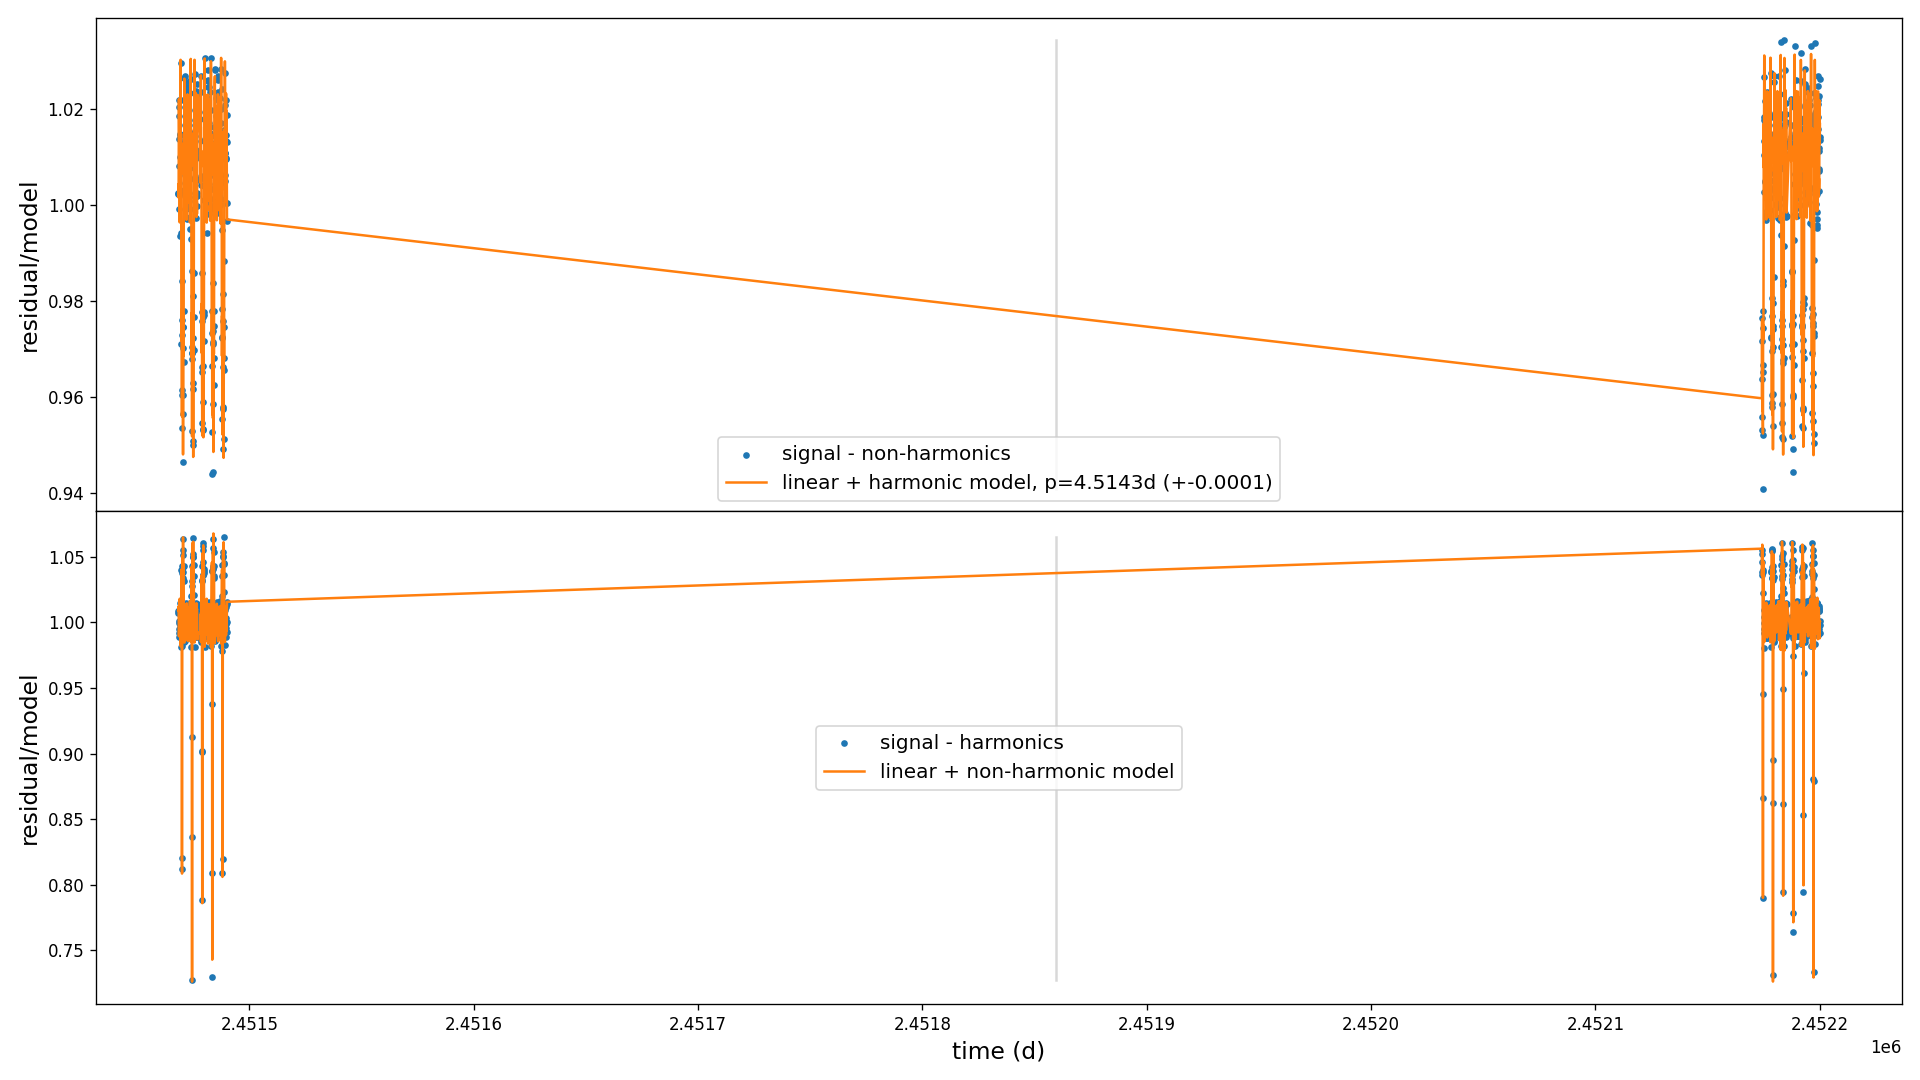 1.02
1.00
0.98
0.96
0.94
residual/model
signal - non-harmonics
linear + harmonic model, p=4.5143d (+-0.0001)
1.05
1.00
0.95
0.90
0.85
0.80
0.75
residual/model
signal - harmonics
linear + non-harmonic model
2.4515 2.4516 2.4517 2.4518 2.4519 2.4520 2.4521 2.4522
1e6
time (d)